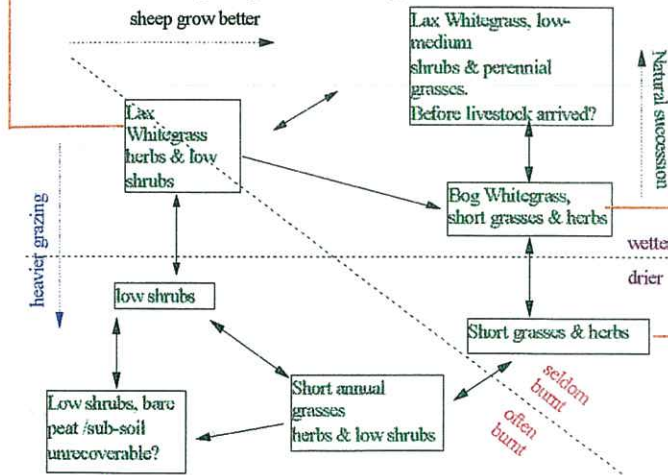 sheep grow better
Lax Whitegrass, low-
medium
shrubs & perennial
grasses.
Before livestock arrived?
Natural succession
Lax
Whitegrass
herbs & low
shrubs
Bog Whitegrass,
short grasses & herbs
wetter
drier
heavier grazing
low shrubs
Short grasses & herbs
seldom
burnt
often
burnt
Low shrubs, bare
peat /sub-soil
unrecoverable?
Short annual
grasses
herbs & low shrubs